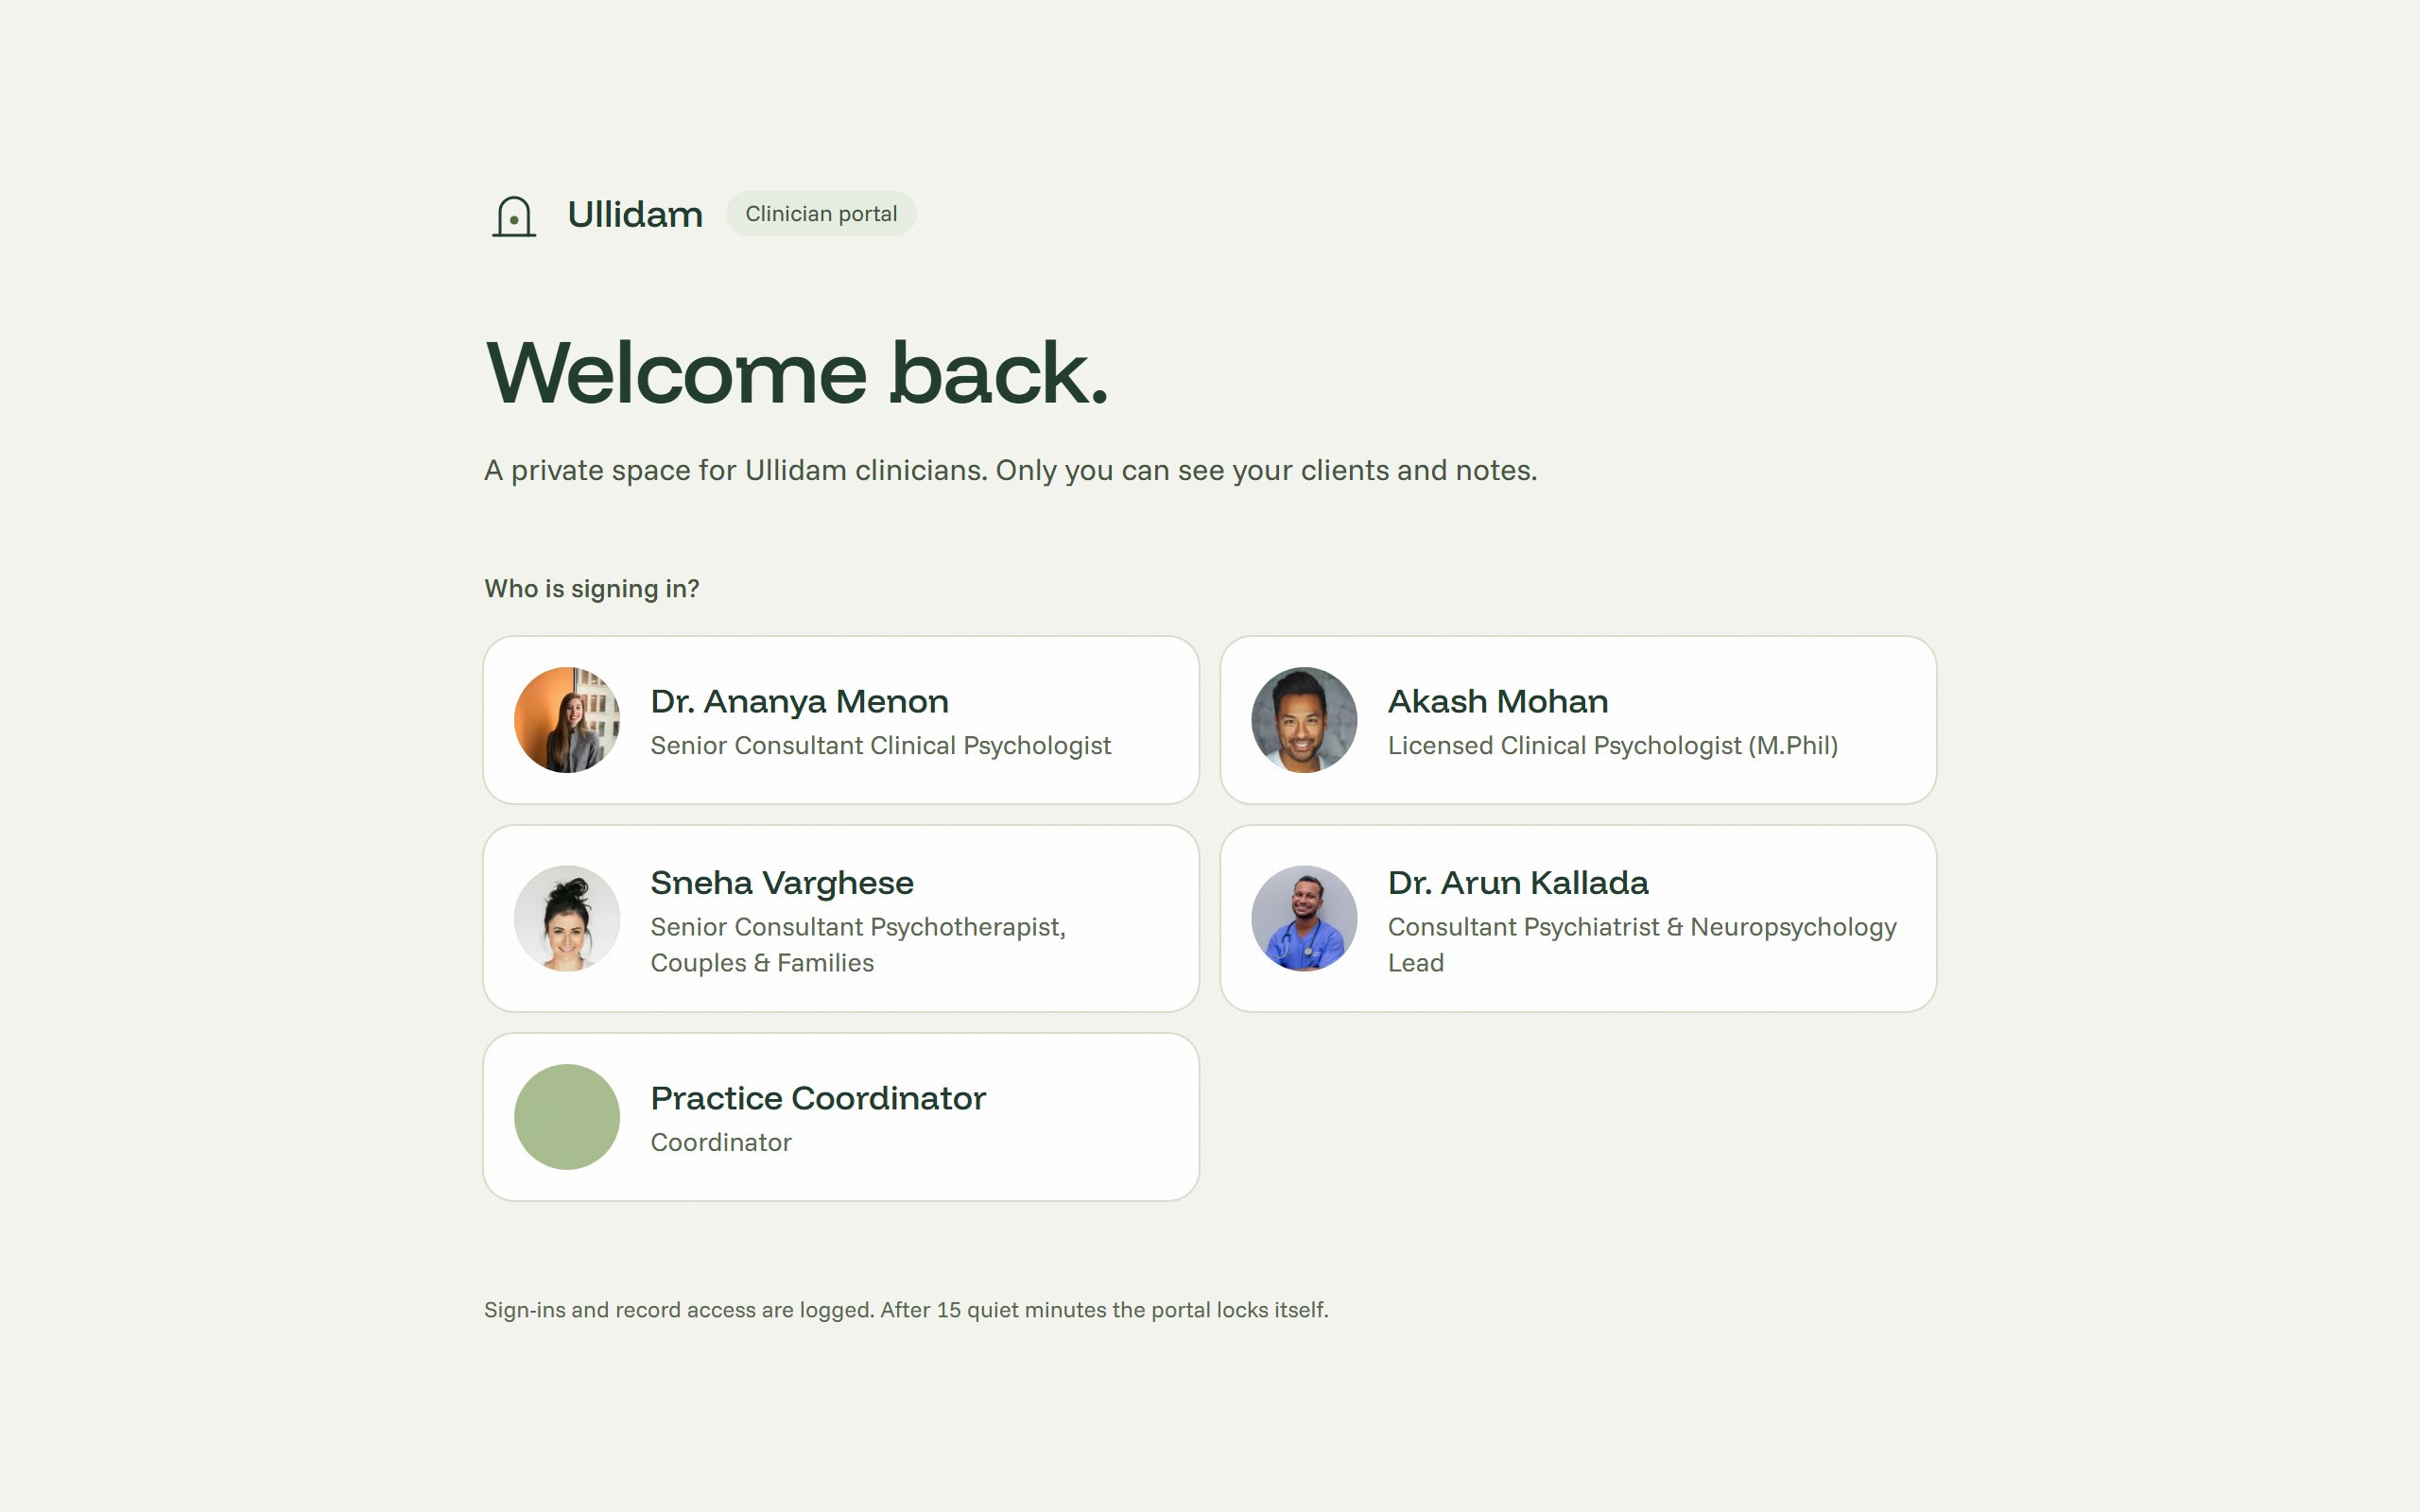 Ullidam
Clinician portal
Welcome back.
A private space for Ullidam clinicians. Only you can see your clients and notes.
Who is signing in?
Dr. Ananya Menon
Senior Consultant Clinical Psychologist
Akash Mohan
Licensed Clinical Psychologist (M.Phil)
Sneha Varghese
Senior Consultant Psychotherapist,
Couples & Families
Dr. Arun Kallada
Consultant Psychiatrist & Neuropsychology
Lead
Practice Coordinator
Coordinator
Sign-ins and record access are logged. After 15 quiet minutes the portal locks itself.